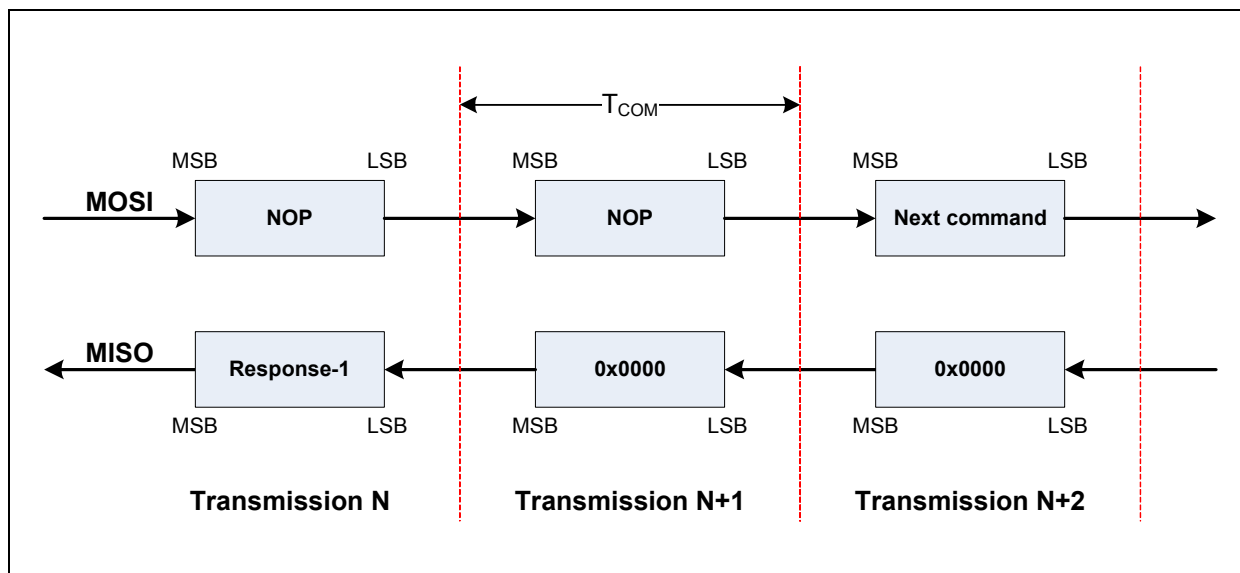 T_COM
MSB LSB MSB LSB MSB LSB
MOSI NOP NOP Next command
MISO Response-1 0x0000 0x0000
MSB LSB MSB LSB MSB LSB
Transmission N Transmission N+1 Transmission N+2